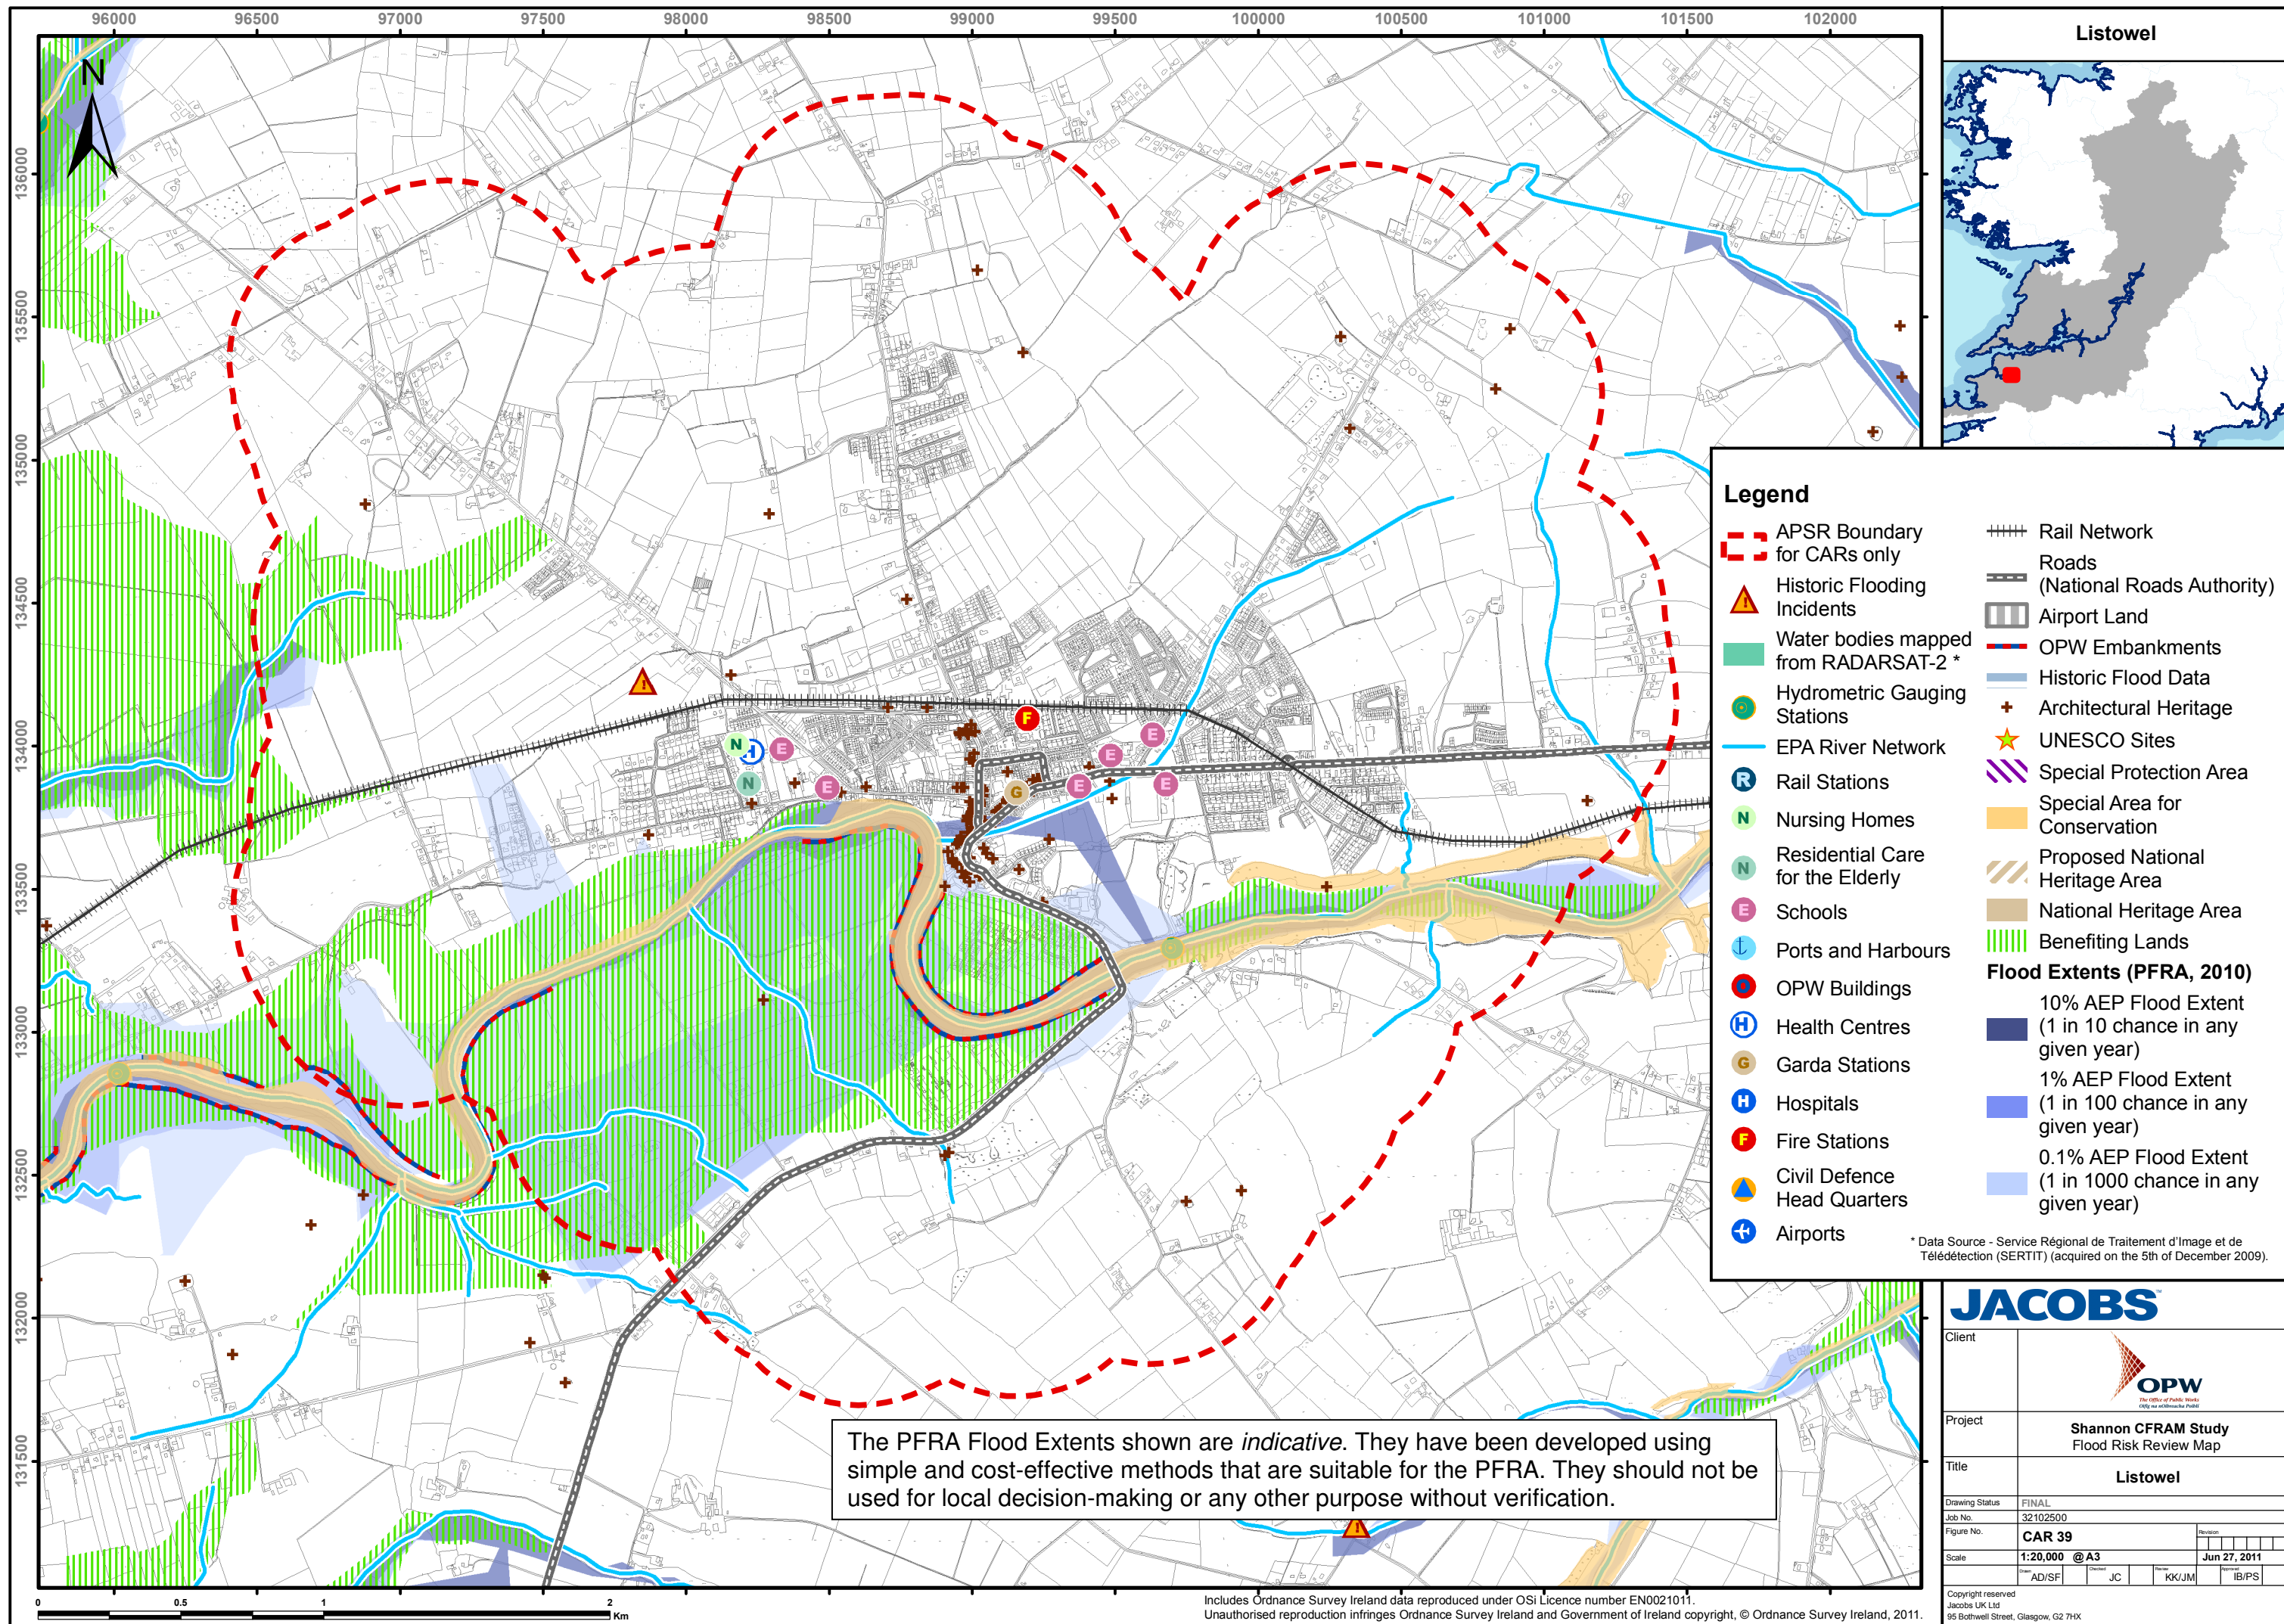 96000 96500 97000 97500 98000 98500 99000 99500 100000 100500 101000 101500 102000
136000
135500
135000
134500
134000
133500
133000
132500
132000
131500
N
N
H
E
N
E
F
E
E
E
E
G
The PFRA Flood Extents shown are indicative. They have been developed using
simple and cost-effective methods that are suitable for the PFRA. They should not be
used for local decision-making or any other purpose without verification.
0 0.5 1 2
Km
Includes Ordnance Survey Ireland data reproduced under OSi Licence number EN0021011.
Unauthorised reproduction infringes Ordnance Survey Ireland and Government of Ireland copyright, © Ordnance Survey Ireland, 2011.
Listowel
Legend
APSR Boundary
for CARs only
Historic Flooding
Incidents
Water bodies mapped
from RADARSAT-2 *
Hydrometric Gauging
Stations
EPA River Network
R Rail Stations
N Nursing Homes
N Residential Care
for the Elderly
E Schools
Ports and Harbours
OPW Buildings
H Health Centres
G Garda Stations
H Hospitals
F Fire Stations
Civil Defence
Head Quarters
Airports
Rail Network
Roads
(National Roads Authority)
Airport Land
OPW Embankments
Historic Flood Data
Architectural Heritage
UNESCO Sites
Special Protection Area
Special Area for
Conservation
Proposed National
Heritage Area
National Heritage Area
Benefiting Lands
Flood Extents (PFRA, 2010)
10% AEP Flood Extent
(1 in 10 chance in any
given year)
1% AEP Flood Extent
(1 in 100 chance in any
given year)
0.1% AEP Flood Extent
(1 in 1000 chance in any
given year)
* Data Source - Service Régional de Traitement d'Image et de
Télédétection (SERTIT) (acquired on the 5th of December 2009).
JACOBS
Client
OPW
The Office of Public Works
Oifig na nOibreacha Poiblí
Project
Shannon CFRAM Study
Flood Risk Review Map
Title
Listowel
Drawing Status FINAL
Job No. 32102500
Figure No. CAR 39 Revision
Scale 1:20,000 @ A3 Jun 27, 2011
Drawn AD/SF Checked JC Review KK/JM Approved IB/PS
Copyright reserved
Jacobs UK Ltd
95 Bothwell Street, Glasgow, G2 7HX